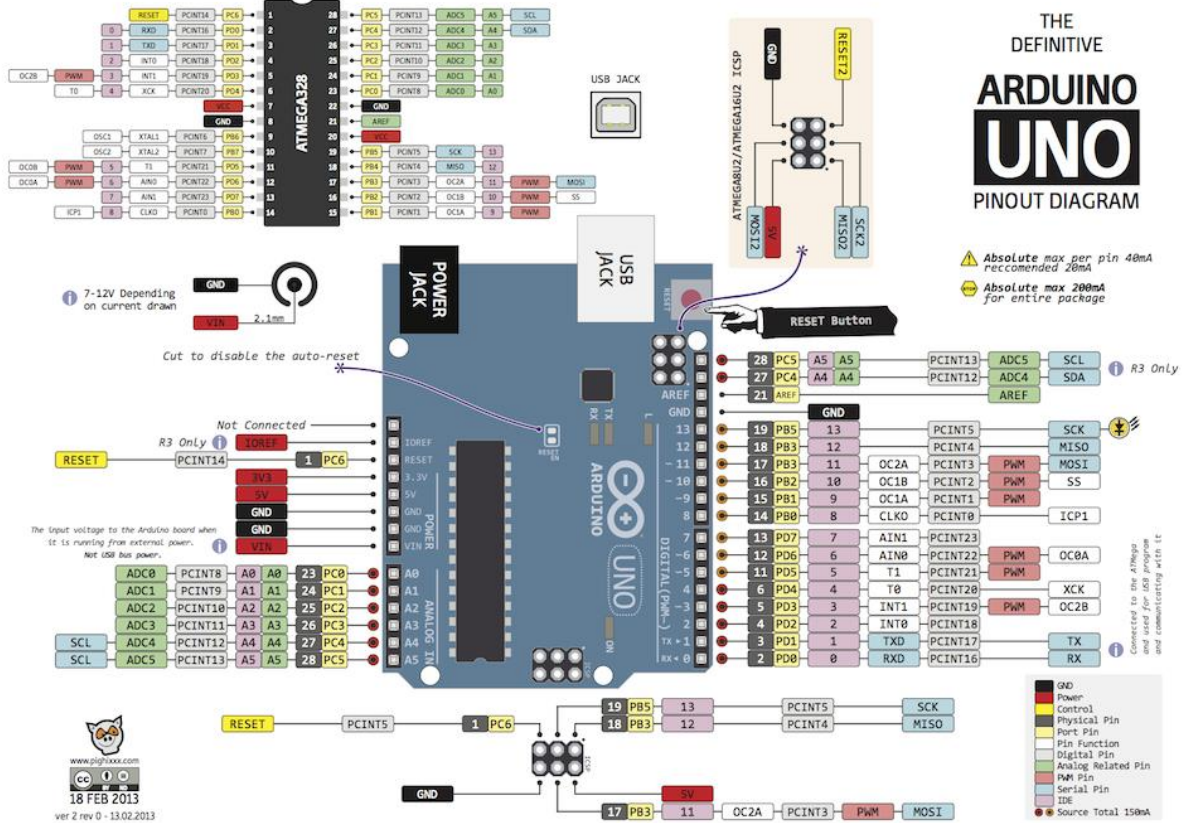 THE
DEFINITIVE
ARDUINO
UNO
PINOUT DIAGRAM
ATMEGA328
RESET PCINT14 PC6 1
0 RXD PCINT16 PD0 2
1 TXD PCINT17 PD1 3
2 INT0 PCINT18 PD2 4
OC2B PWM 3 INT1 PCINT19 PD3 5
T0 4 XCK PCINT20 PD4 6
VCC 7
GND 8
OSC1 XTAL1 PCINT6 PB6 9
OSC2 XTAL2 PCINT7 PB7 10
OC0B PWM 5 T1 PCINT21 PD5 11
OC0A PWM 6 AIN0 PCINT22 PD6 12
7 AIN1 PCINT23 PD7 13
ICP1 8 CLKO PCINT0 PB0 14
28 PC5 PCINT13 ADC5 A5 SCL
27 PC4 PCINT12 ADC4 A4 SDA
26 PC3 PCINT11 ADC3 A3
25 PC2 PCINT10 ADC2 A2
24 PC1 PCINT9 ADC1 A1
23 PC0 PCINT8 ADC0 A0
22 GND
21 AREF
20 VCC
19 PB5 PCINT5 SCK 13
18 PB4 PCINT4 MISO 12
17 PB3 PCINT3 OC2A 11 PWM MOSI
16 PB2 PCINT2 OC1B 10 PWM SS
15 PB1 PCINT1 OC1A 9 PWM
USB JACK
ATMEGA8U2/ATMEGA16U2 ICSP
GND
RESET2
MOSI2
5V
MISO2
SCK2
Absolute max per pin 40mA
reccomended 20mA
STOP
Absolute max 200mA
for entire package
7-12V Depending
on current drawn
GND
VIN
2.1mm
POWER
JACK
USB
JACK
RESET
RESET Button
Cut to disable the auto-reset
Not Connected
R3 Only IOREF
RESET PCINT14 1 PC6
3V3
5V
GND
GND
VIN
The input voltage to the Arduino board when
it is running from external power.
Not USB bus power.
ADC0 PCINT8 A0 A0 23 PC0
ADC1 PCINT9 A1 A1 24 PC1
ADC2 PCINT10 A2 A2 25 PC2
ADC3 PCINT11 A3 A3 26 PC3
SCL ADC4 PCINT12 A4 A4 27 PC4
SCL ADC5 PCINT13 A5 A5 28 PC5
IOREF
RESET
3.3V
5V
GND
GND
VIN
POWER
A0
A1
A2
A3
A4
A5
ANALOG IN
RESET
EN
RX
TX
L
ARDUINO
UNO
ON
ICSP
AREF
GND
13
12
~11
~10
~9
8
7
~6
~5
4
~3
2
TX ▸ 1
RX ◂ 0
DIGITAL(PWM~)
28 PC5 A5 A5 PCINT13 ADC5 SCL
27 PC4 A4 A4 PCINT12 ADC4 SDA
R3 Only
21 AREF AREF
GND
19 PB5 13 PCINT5 SCK
18 PB3 12 PCINT4 MISO
17 PB3 11 OC2A PCINT3 PWM MOSI
16 PB2 10 OC1B PCINT2 PWM SS
15 PB1 9 OC1A PCINT1 PWM
14 PB0 8 CLKO PCINT0 ICP1
13 PD7 7 AIN1 PCINT23
12 PD6 6 AIN0 PCINT22 PWM OC0A
11 PD5 5 T1 PCINT21 PWM
6 PD4 4 T0 PCINT20 XCK
5 PD3 3 INT1 PCINT19 PWM OC2B
4 PD2 2 INT0 PCINT18
3 PD1 1 TXD PCINT17 TX
2 PD0 0 RXD PCINT16 RX
Connected to the ATMega
and used for USB program
and communicating with it
RESET PCINT5 1 PC6
19 PB5 13 PCINT5 SCK
18 PB3 12 PCINT4 MISO
ICSP
GND
5V
17 PB3 11 OC2A PCINT3 PWM MOSI
GND
Power
Control
Physical Pin
Port Pin
Pin Function
Digital Pin
Analog Related Pin
PWM Pin
Serial Pin
IDE
Source Total 150mA
www.pighixxx.com
cc
18 FEB 2013
ver 2 rev 0 - 13.02.2013